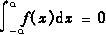 ∫_{-a}^{a} f(x)dx = 0